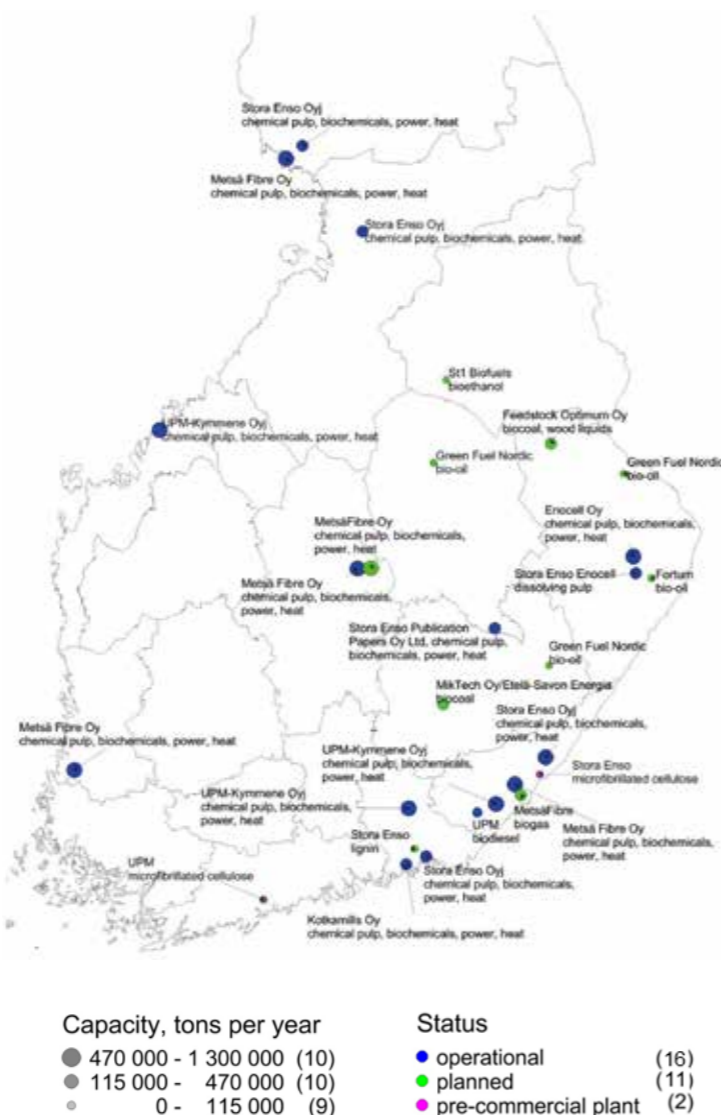 Stora Enso Oyj
chemical pulp, biochemicals, power, heat
Metsä Fibre Oy
chemical pulp, biochemicals, power, heat
Stora Enso Oyj
chemical pulp, biochemicals, power, heat
St1 Biofuels
bioethanol
Feedstock Optimum Oy
biocoal, wood liquids
UPM-Kymmene Oyj
chemical pulp, biochemicals, power, heat
Green Fuel Nordic
bio-oil
Green Fuel Nordic
bio-oil
Enocell Oy
chemical pulp, biochemicals,
power, heat
MetsäFibre Oy
chemical pulp, biochemicals,
power, heat
Metsä Fibre Oy
chemical pulp, biochemicals,
power, heat
Stora Enso Enocell
dissolving pulp
Fortum
bio-oil
Stora Enso Publication
Papers Oy Ltd, chemical pulp,
biochemicals, power, heat
Green Fuel Nordic
bio-oil
MikTech Oy/Etelä-Savon Energia
biocoal
Stora Enso Oyj
chemical pulp, biochemicals,
power, heat
Metsä Fibre Oy
chemical pulp, biochemicals, power, heat
UPM-Kymmene Oyj
chemical pulp, biochemicals,
power, heat
Stora Enso
microfibrillated cellulose
UPM-Kymmene Oyj
chemical pulp, biochemicals,
power, heat
MetsäFibre
biogas
UPM
biodiesel
Metsä Fibre Oy
chemical pulp, biochemicals,
power, heat
Stora Enso
lignin
UPM
microfibrillated cellulose
Stora Enso Oyj
chemical pulp, biochemicals,
power, heat
Kotkamills Oy
chemical pulp, biochemicals, power, heat
Capacity, tons per year
470 000 - 1 300 000 (10)
115 000 - 470 000 (10)
0 - 115 000 (9)
Status
operational (16)
planned (11)
pre-commercial plant (2)